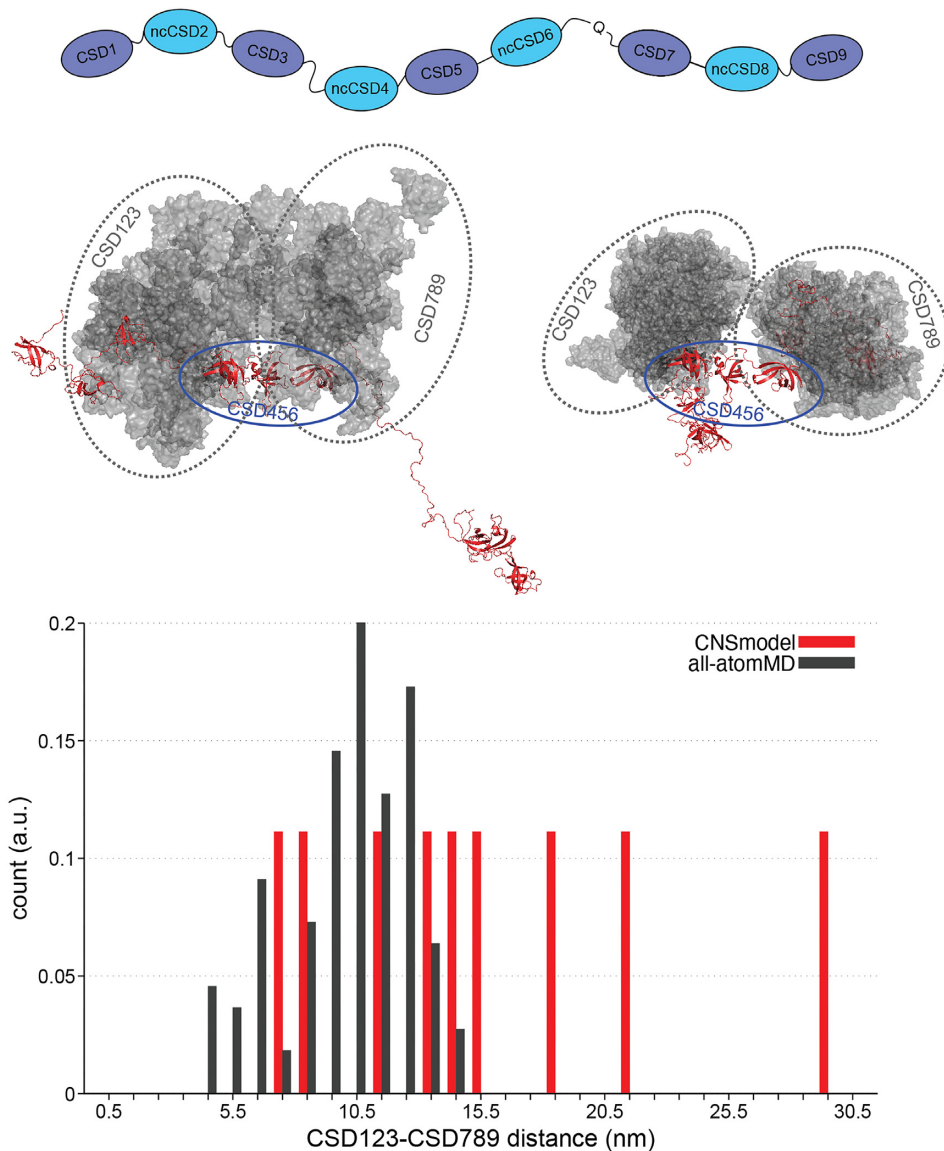 CSD1
ncCSD2
CSD3
ncCSD4
CSD5
ncCSD6
Q
CSD7
ncCSD8
CSD9
CSD123
CSD789
CSD456
CSD123
CSD789
CSD456
0.2
0.15
0.1
0.05
0
count (a.u.)
CNSmodel
all-atomMD
0.5 5.5 10.5 15.5 20.5 25.5 30.5
CSD123-CSD789 distance (nm)